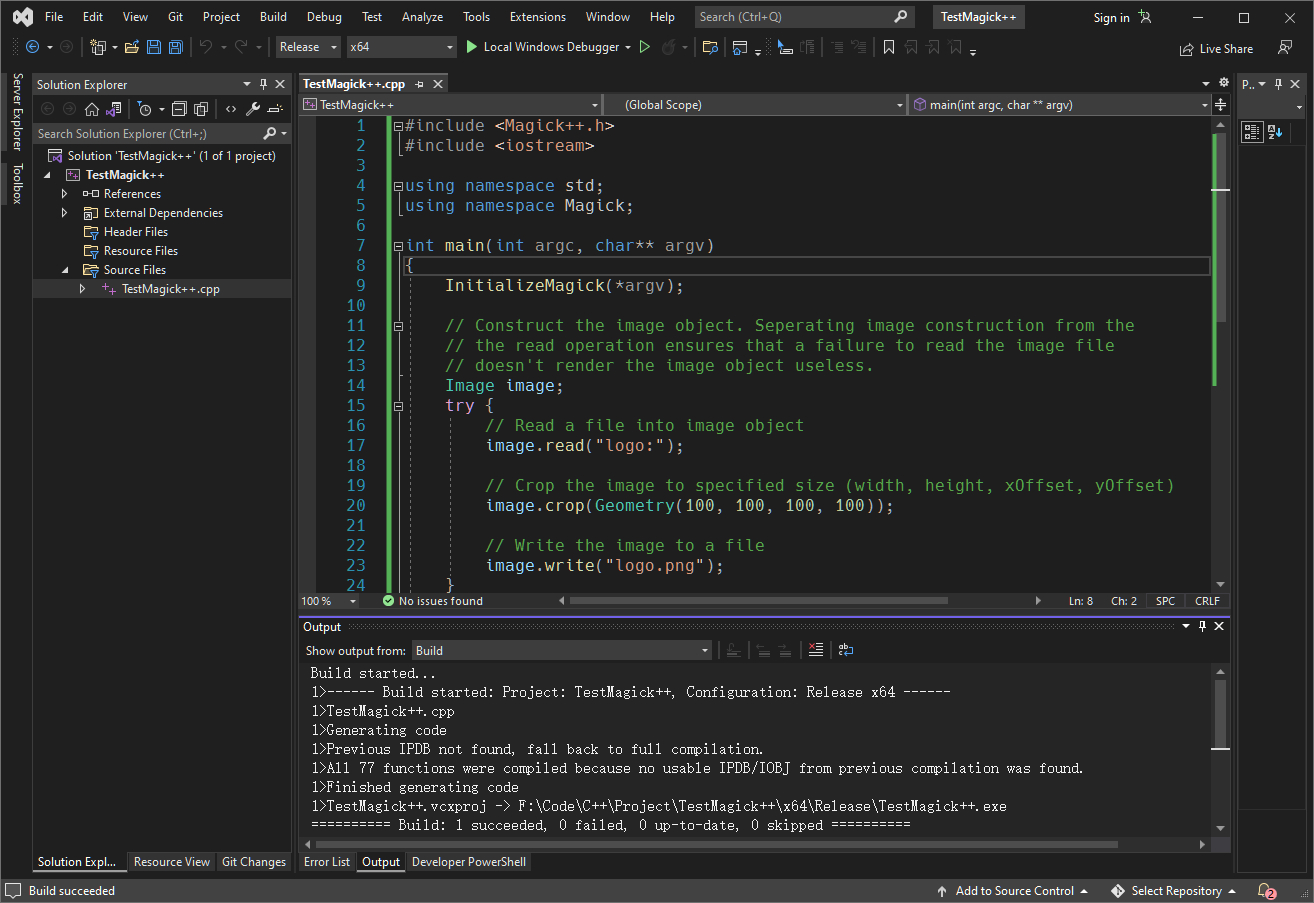 File Edit View Git Project Build Debug Test Analyze Tools Extensions Window Help Search (Ctrl+Q) TestMagick++ Sign in
Release x64 Local Windows Debugger Live Share
Server Explorer
Toolbox
Solution Explorer
Search Solution Explorer (Ctrl+;)
Solution 'TestMagick++' (1 of 1 project)
TestMagick++
References
External Dependencies
Header Files
Resource Files
Source Files
TestMagick++.cpp
Solution Expl... Resource View Git Changes
TestMagick++.cpp
TestMagick++ (Global Scope) main(int argc, char ** argv)
1 #include <Magick++.h>
2 #include <iostream>
3
4 using namespace std;
5 using namespace Magick;
6
7 int main(int argc, char** argv)
8 {
9 InitializeMagick(*argv);
10
11 // Construct the image object. Seperating image construction from the
12 // the read operation ensures that a failure to read the image file
13 // doesn't render the image object useless.
14 Image image;
15 try {
16 // Read a file into image object
17 image.read("logo:");
18
19 // Crop the image to specified size (width, height, xOffset, yOffset)
20 image.crop(Geometry(100, 100, 100, 100));
21
22 // Write the image to a file
23 image.write("logo.png");
24 }
100 % No issues found Ln: 8 Ch: 2 SPC CRLF
Output
Show output from: Build
Build started...
1>------ Build started: Project: TestMagick++, Configuration: Release x64 ------
1>TestMagick++.cpp
1>Generating code
1>Previous IPDB not found, fall back to full compilation.
1>All 77 functions were compiled because no usable IPDB/IOBJ from previous compilation was found.
1>Finished generating code
1>TestMagick++.vcxproj -> F:\Code\C++\Project\TestMagick++\x64\Release\TestMagick++.exe
========== Build: 1 succeeded, 0 failed, 0 up-to-date, 0 skipped ==========
Error List Output Developer PowerShell
P..
Build succeeded Add to Source Control Select Repository 2